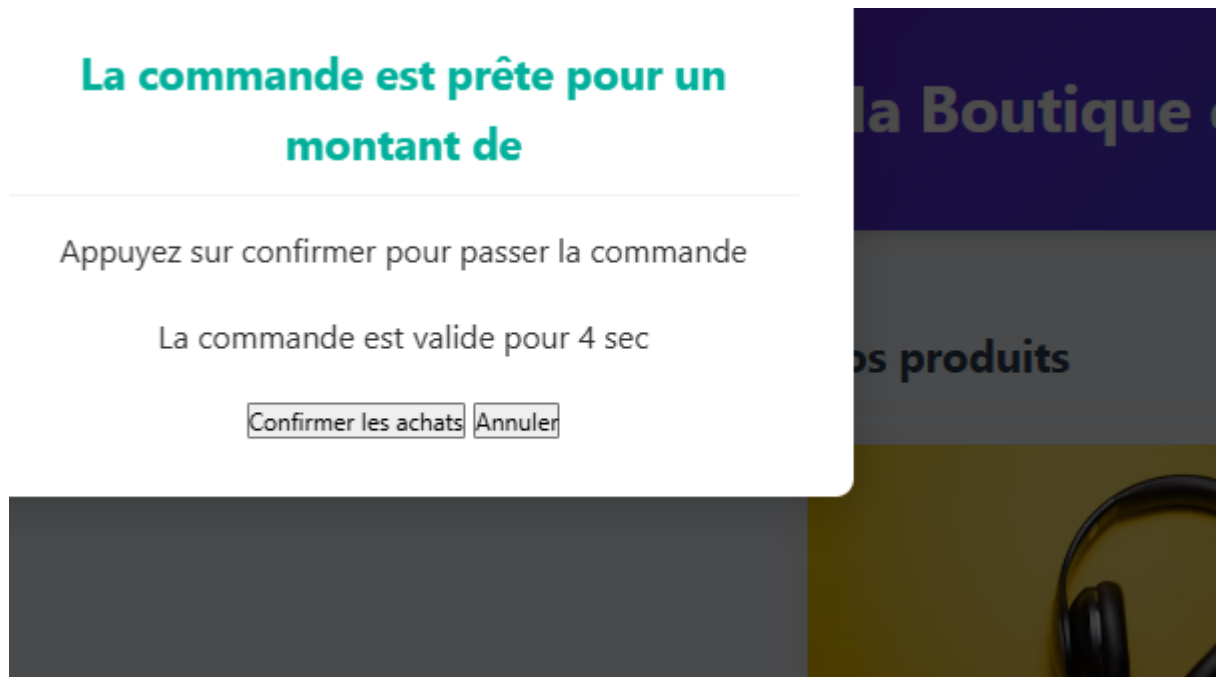 La commande est prête pour un
montant de
la Boutique
Appuyez sur confirmer pour passer la commande
La commande est valide pour 4 sec
os produits
Confirmer les achats Annuler